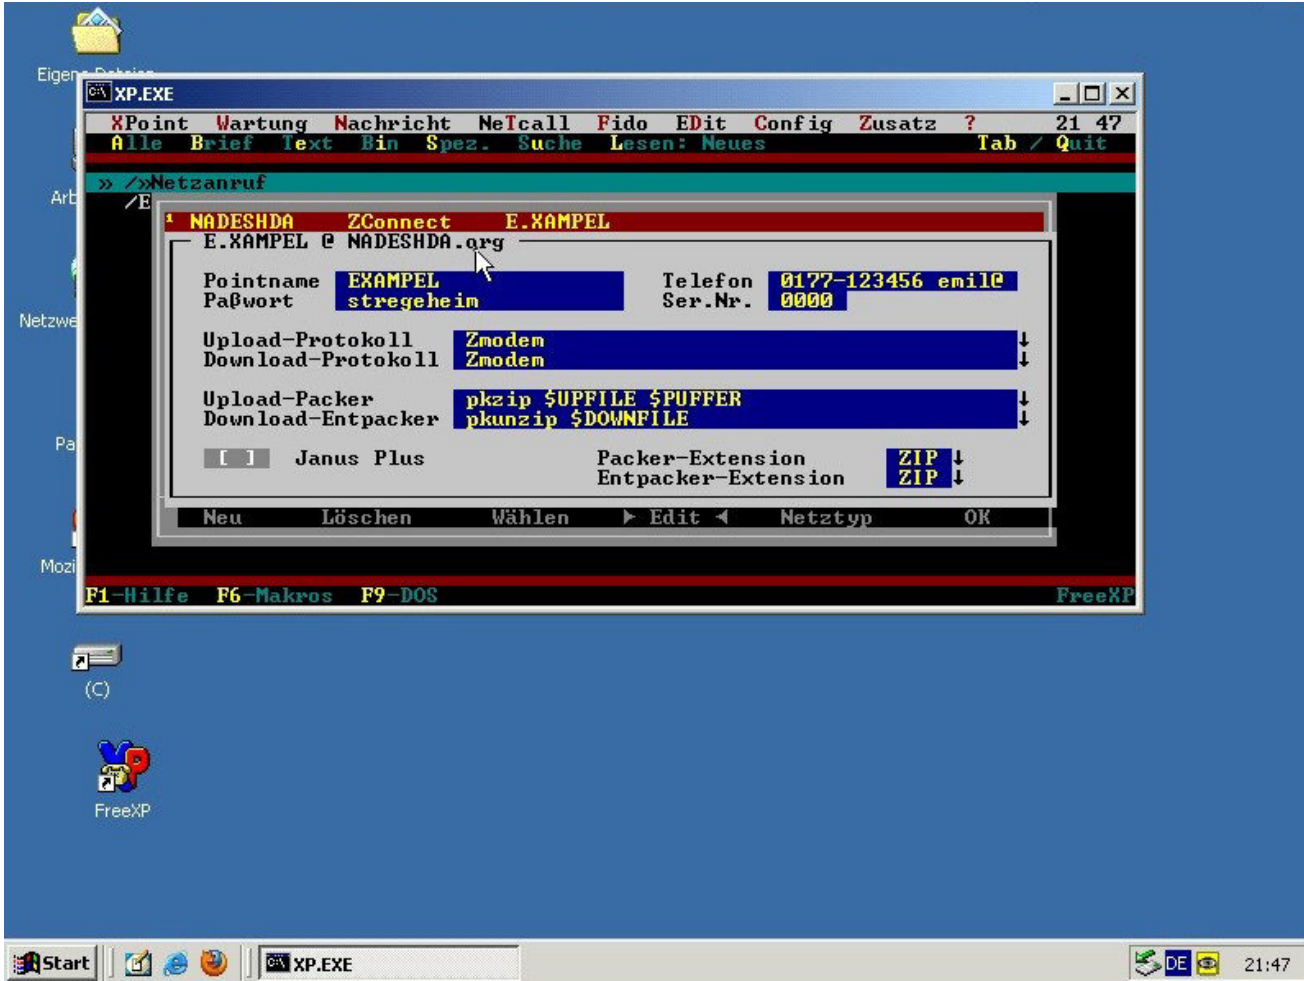 Eigene Dateien
XP.EXE
XPoint Wartung Nachricht NeTcall Fido EDit Config Zusatz ? 21 47
Alle Brief Text Bin Spez. Suche Lesen: Neues Tab / Quit
» /»Netzanruf
/E
Arb
1 NADESHDA ZConnect E.XAMPEL
E.XAMPEL @ NADESHDA.org
Pointname EXAMPEL Telefon 0177-123456 emil@
Paßwort stregeheim Ser.Nr. 0000
Netzwe
Upload-Protokoll Zmodem ↓
Download-Protokoll Zmodem ↓
Upload-Packer pkzip $UPFILE $PUFFER ↓
Download-Entpacker pkunzip $DOWNFILE ↓
Pa
[ ] Janus Plus Packer-Extension ZIP ↓
Entpacker-Extension ZIP ↓
Neu Löschen Wählen ► Edit ◄ Netztyp OK
Mozi
F1-Hilfe F6-Makros F9-DOS FreeXP
(C)
FreeXP
Start XP.EXE DE 21:47